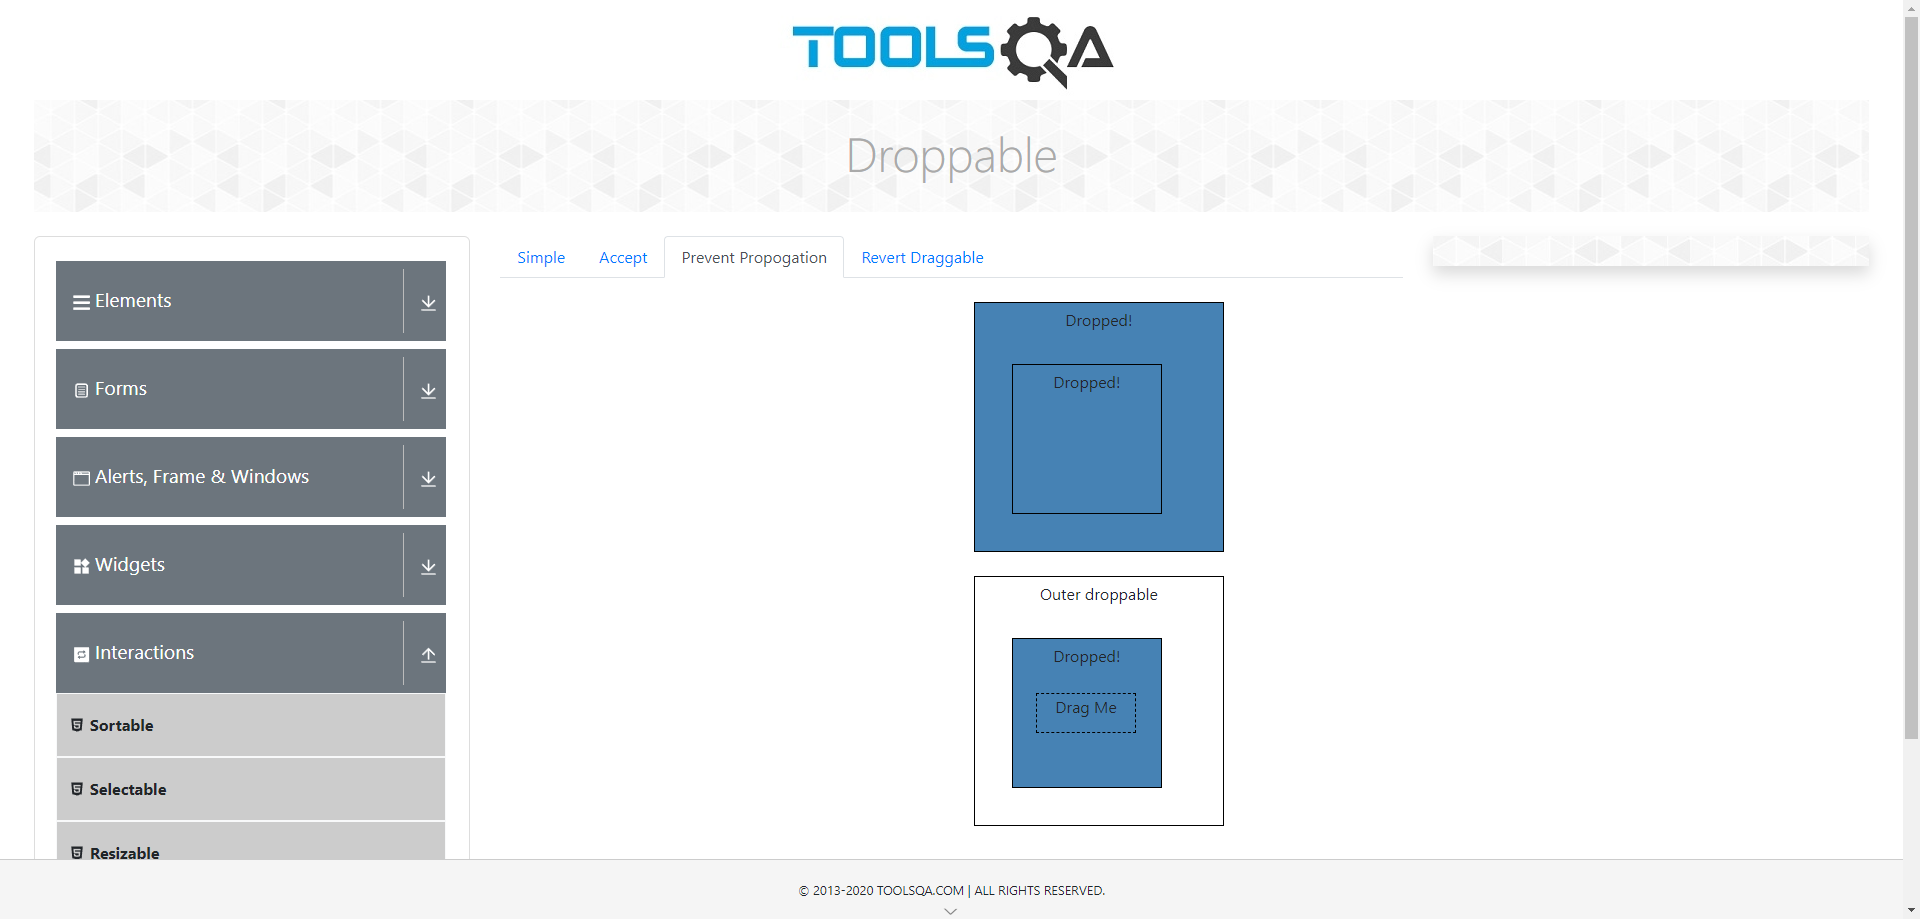 TOOLSQA
Droppable
Elements
Forms
Alerts, Frame & Windows
Widgets
Interactions
Sortable
Selectable
Resizable
Simple Accept Prevent Propogation Revert Draggable
Dropped!
Dropped!
Outer droppable
Dropped!
Drag Me
© 2013-2020 TOOLSQA.COM | ALL RIGHTS RESERVED.